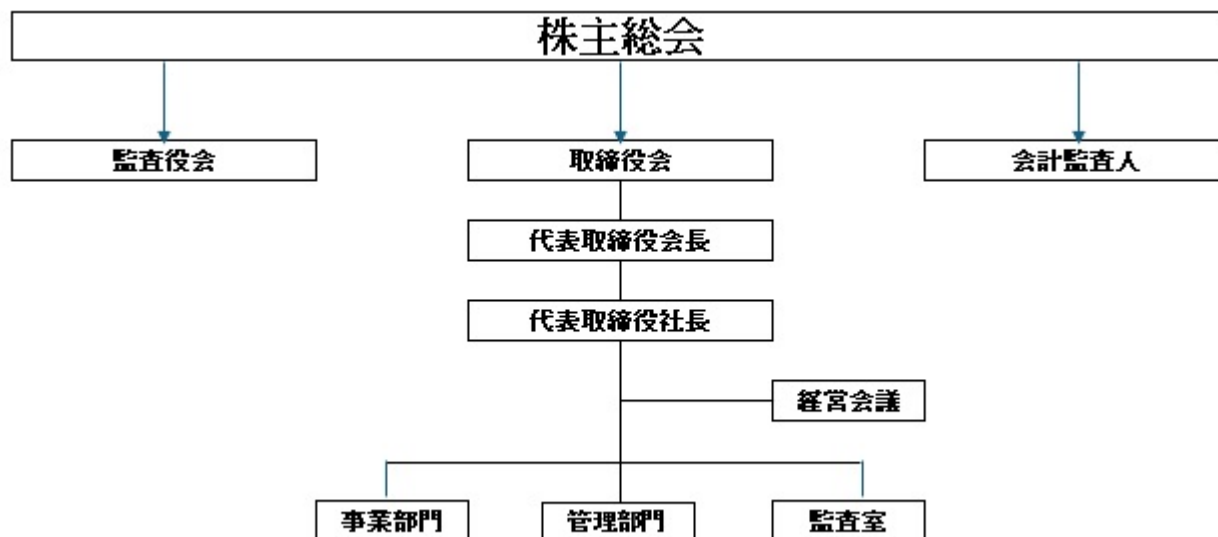 株主総会
監査役会
取締役会
会計監査人
代表取締役会長
代表取締役社長
経営会議
事業部門
管理部門
監査室